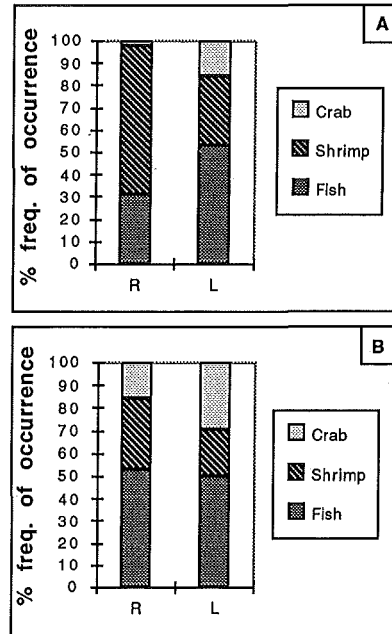 A
% freq. of occurrence
100
90
80
70
60
50
40
30
20
10
0
R L
Crab
Shrimp
Fish
B
% freq. of occurrence
100
90
80
70
60
50
40
30
20
10
0
R L
Crab
Shrimp
Fish